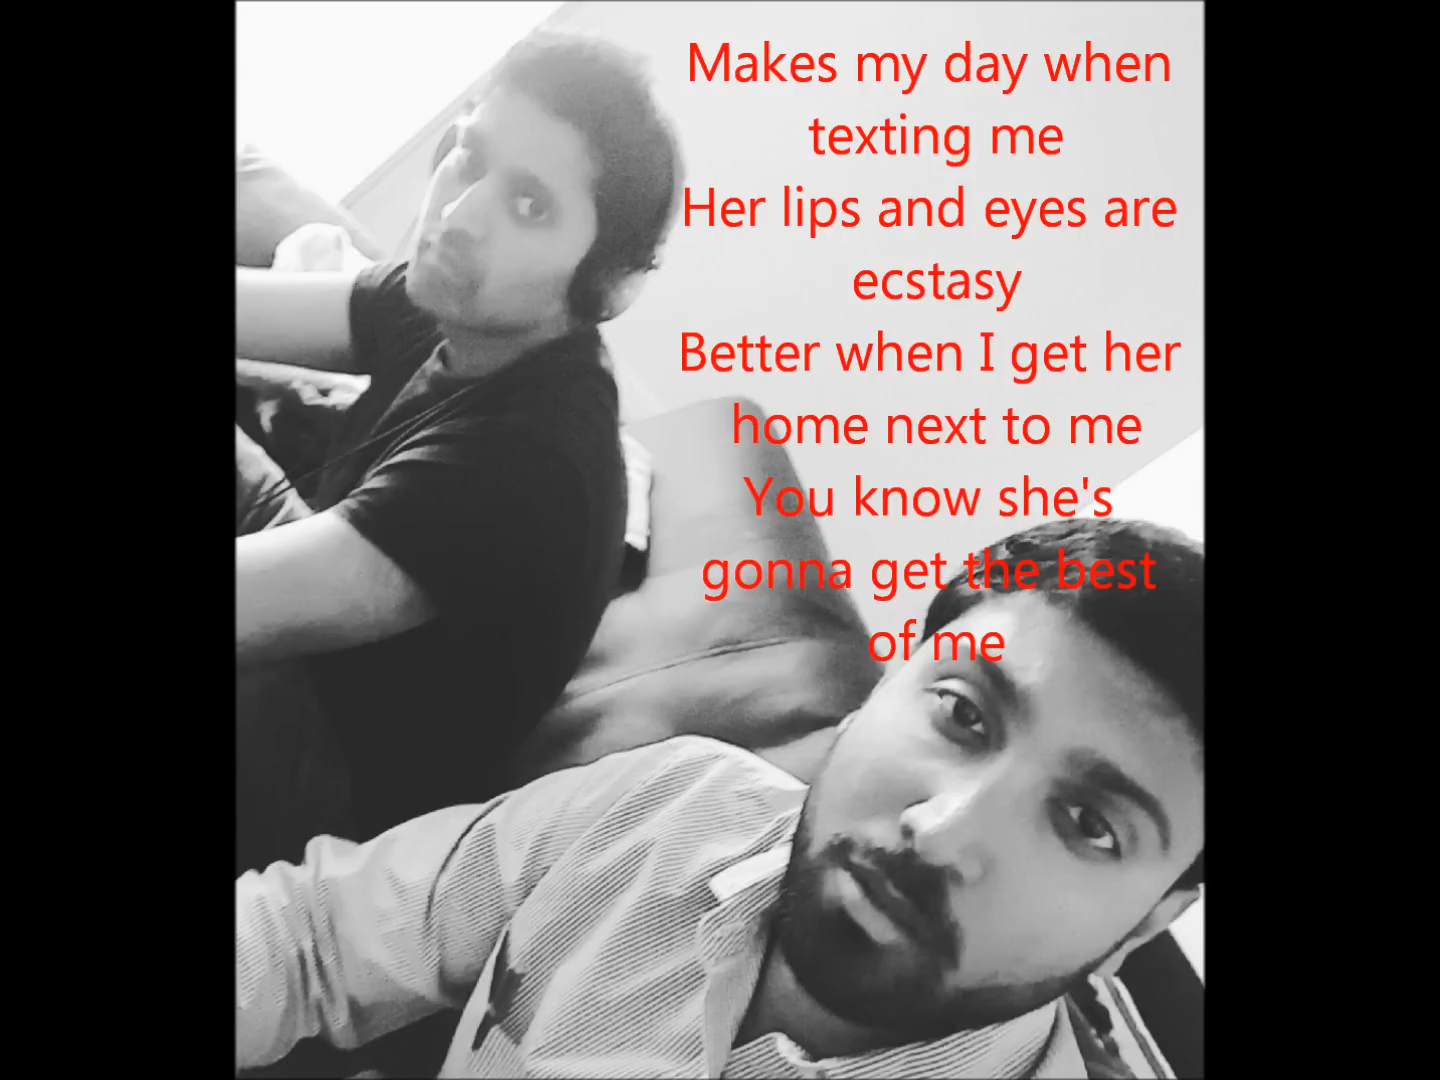 Makes my day when
texting me
Her lips and eyes are
ecstasy
Better when I get her
home next to me
You know she's
gonna get the best
of me